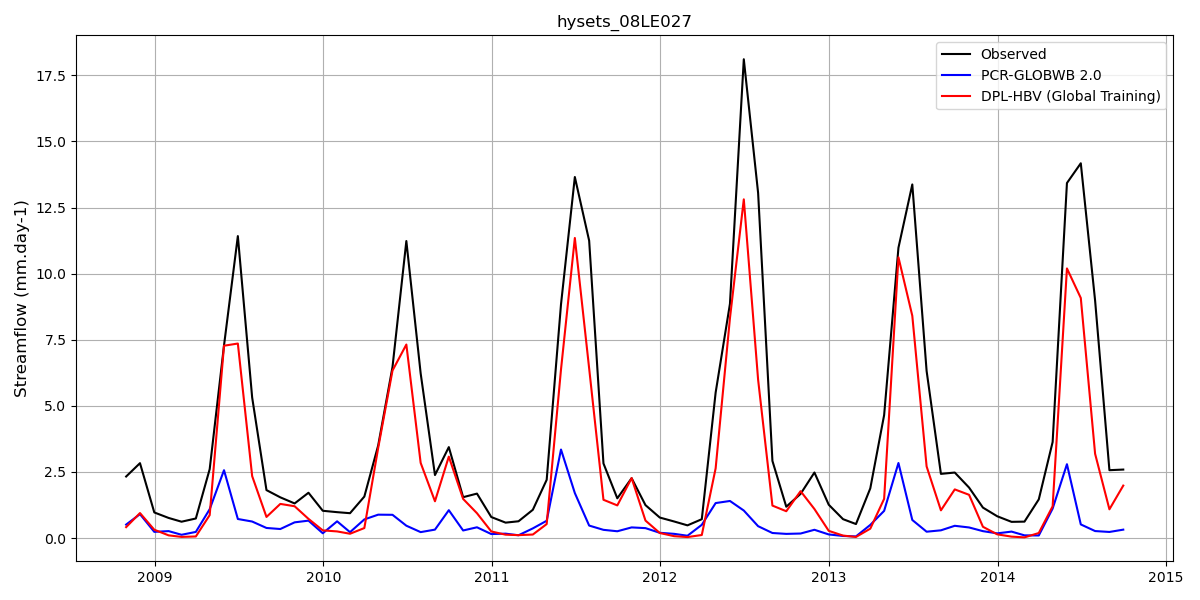 hysets_08LE027
Observed
PCR-GLOBWB 2.0
DPL-HBV (Global Training)
Streamflow (mm.day-1)
17.5
15.0
12.5
10.0
7.5
5.0
2.5
0.0
2009 2010 2011 2012 2013 2014 2015